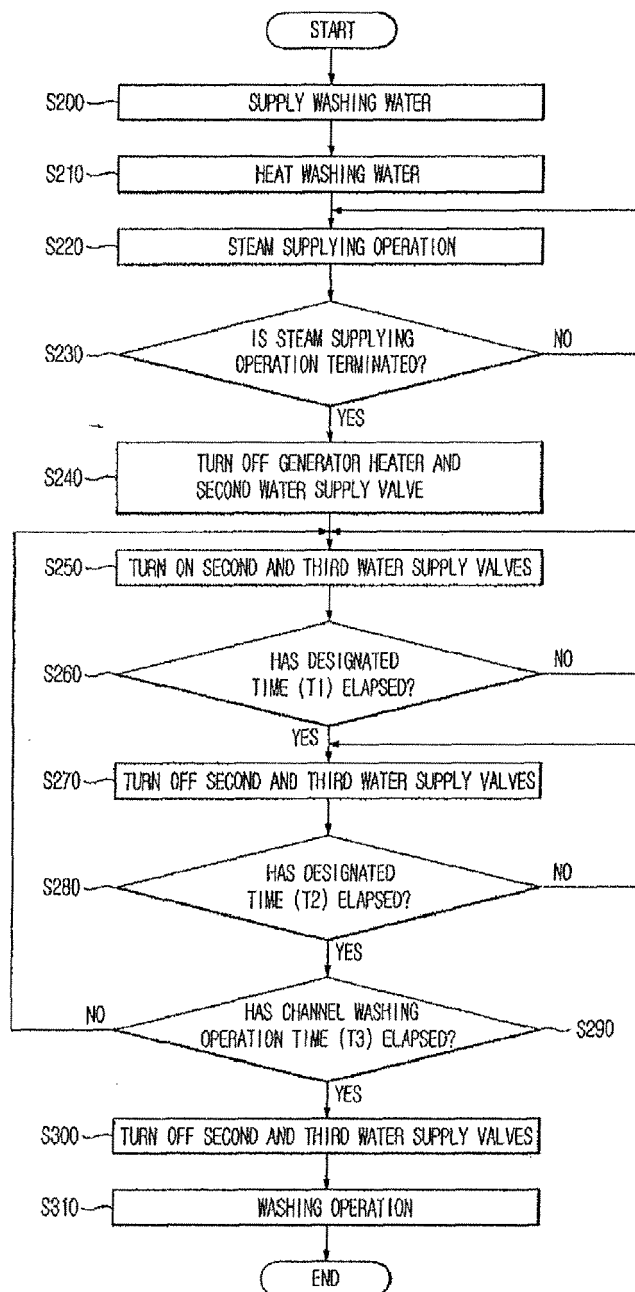 START
S200
SUPPLY WASHING WATER
S210
HEAT WASHING WATER
S220
STEAM SUPPLYING OPERATION
S230
IS STEAM SUPPLYING
OPERATION TERMINATED?
NO
YES
S240
TURN OFF GENERATOR HEATER AND
SECOND WATER SUPPLY VALVE
S250
TURN ON SECOND AND THIRD WATER SUPPLY VALVES
S260
HAS DESIGNATED
TIME (T1) ELAPSED?
NO
YES
S270
TURN OFF SECOND AND THIRD WATER SUPPLY VALVES
S280
HAS DESIGNATED
TIME (T2) ELAPSED?
NO
YES
NO
HAS CHANNEL WASHING
OPERATION TIME (T3) ELAPSED?
S290
YES
S300
TURN OFF SECOND AND THIRD WATER SUPPLY VALVES
S310
WASHING OPERATION
END